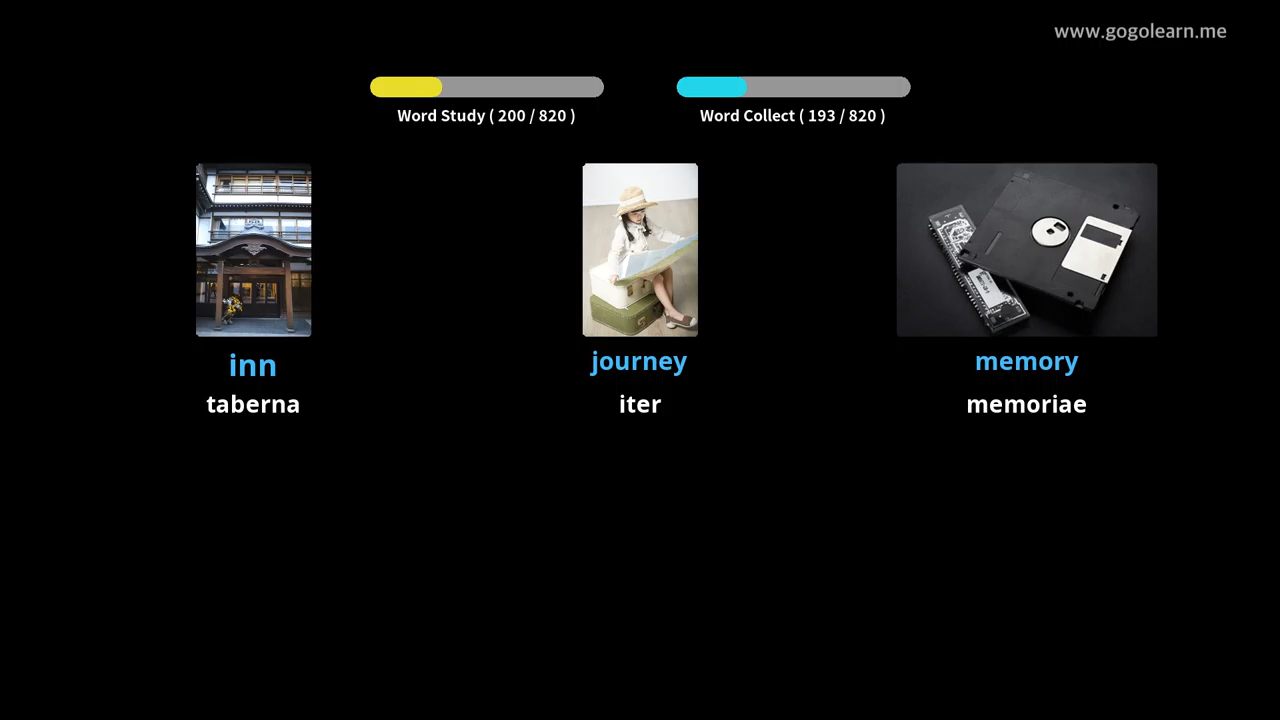 www.gogolearn.me
Word Study ( 200 / 820 )
Word Collect ( 193 / 820 )
inn
taberna
journey
iter
memory
memoriae